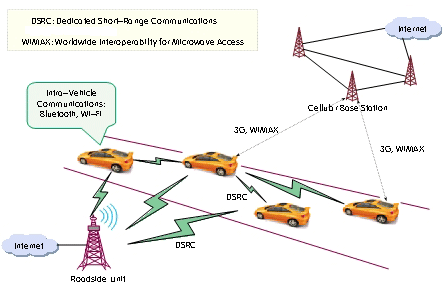 DSRC: Dedicated Short-Range Communications
WiMAX: Worldwide Interoperability for Microwave Access
Internet
Intra-Vehicle
Communications:
Bluetooth, Wi-Fi
Cellular Base Station
3G, WiMAX
3G, WiMAX
DSRC
DSRC
Internet
Roadside unit